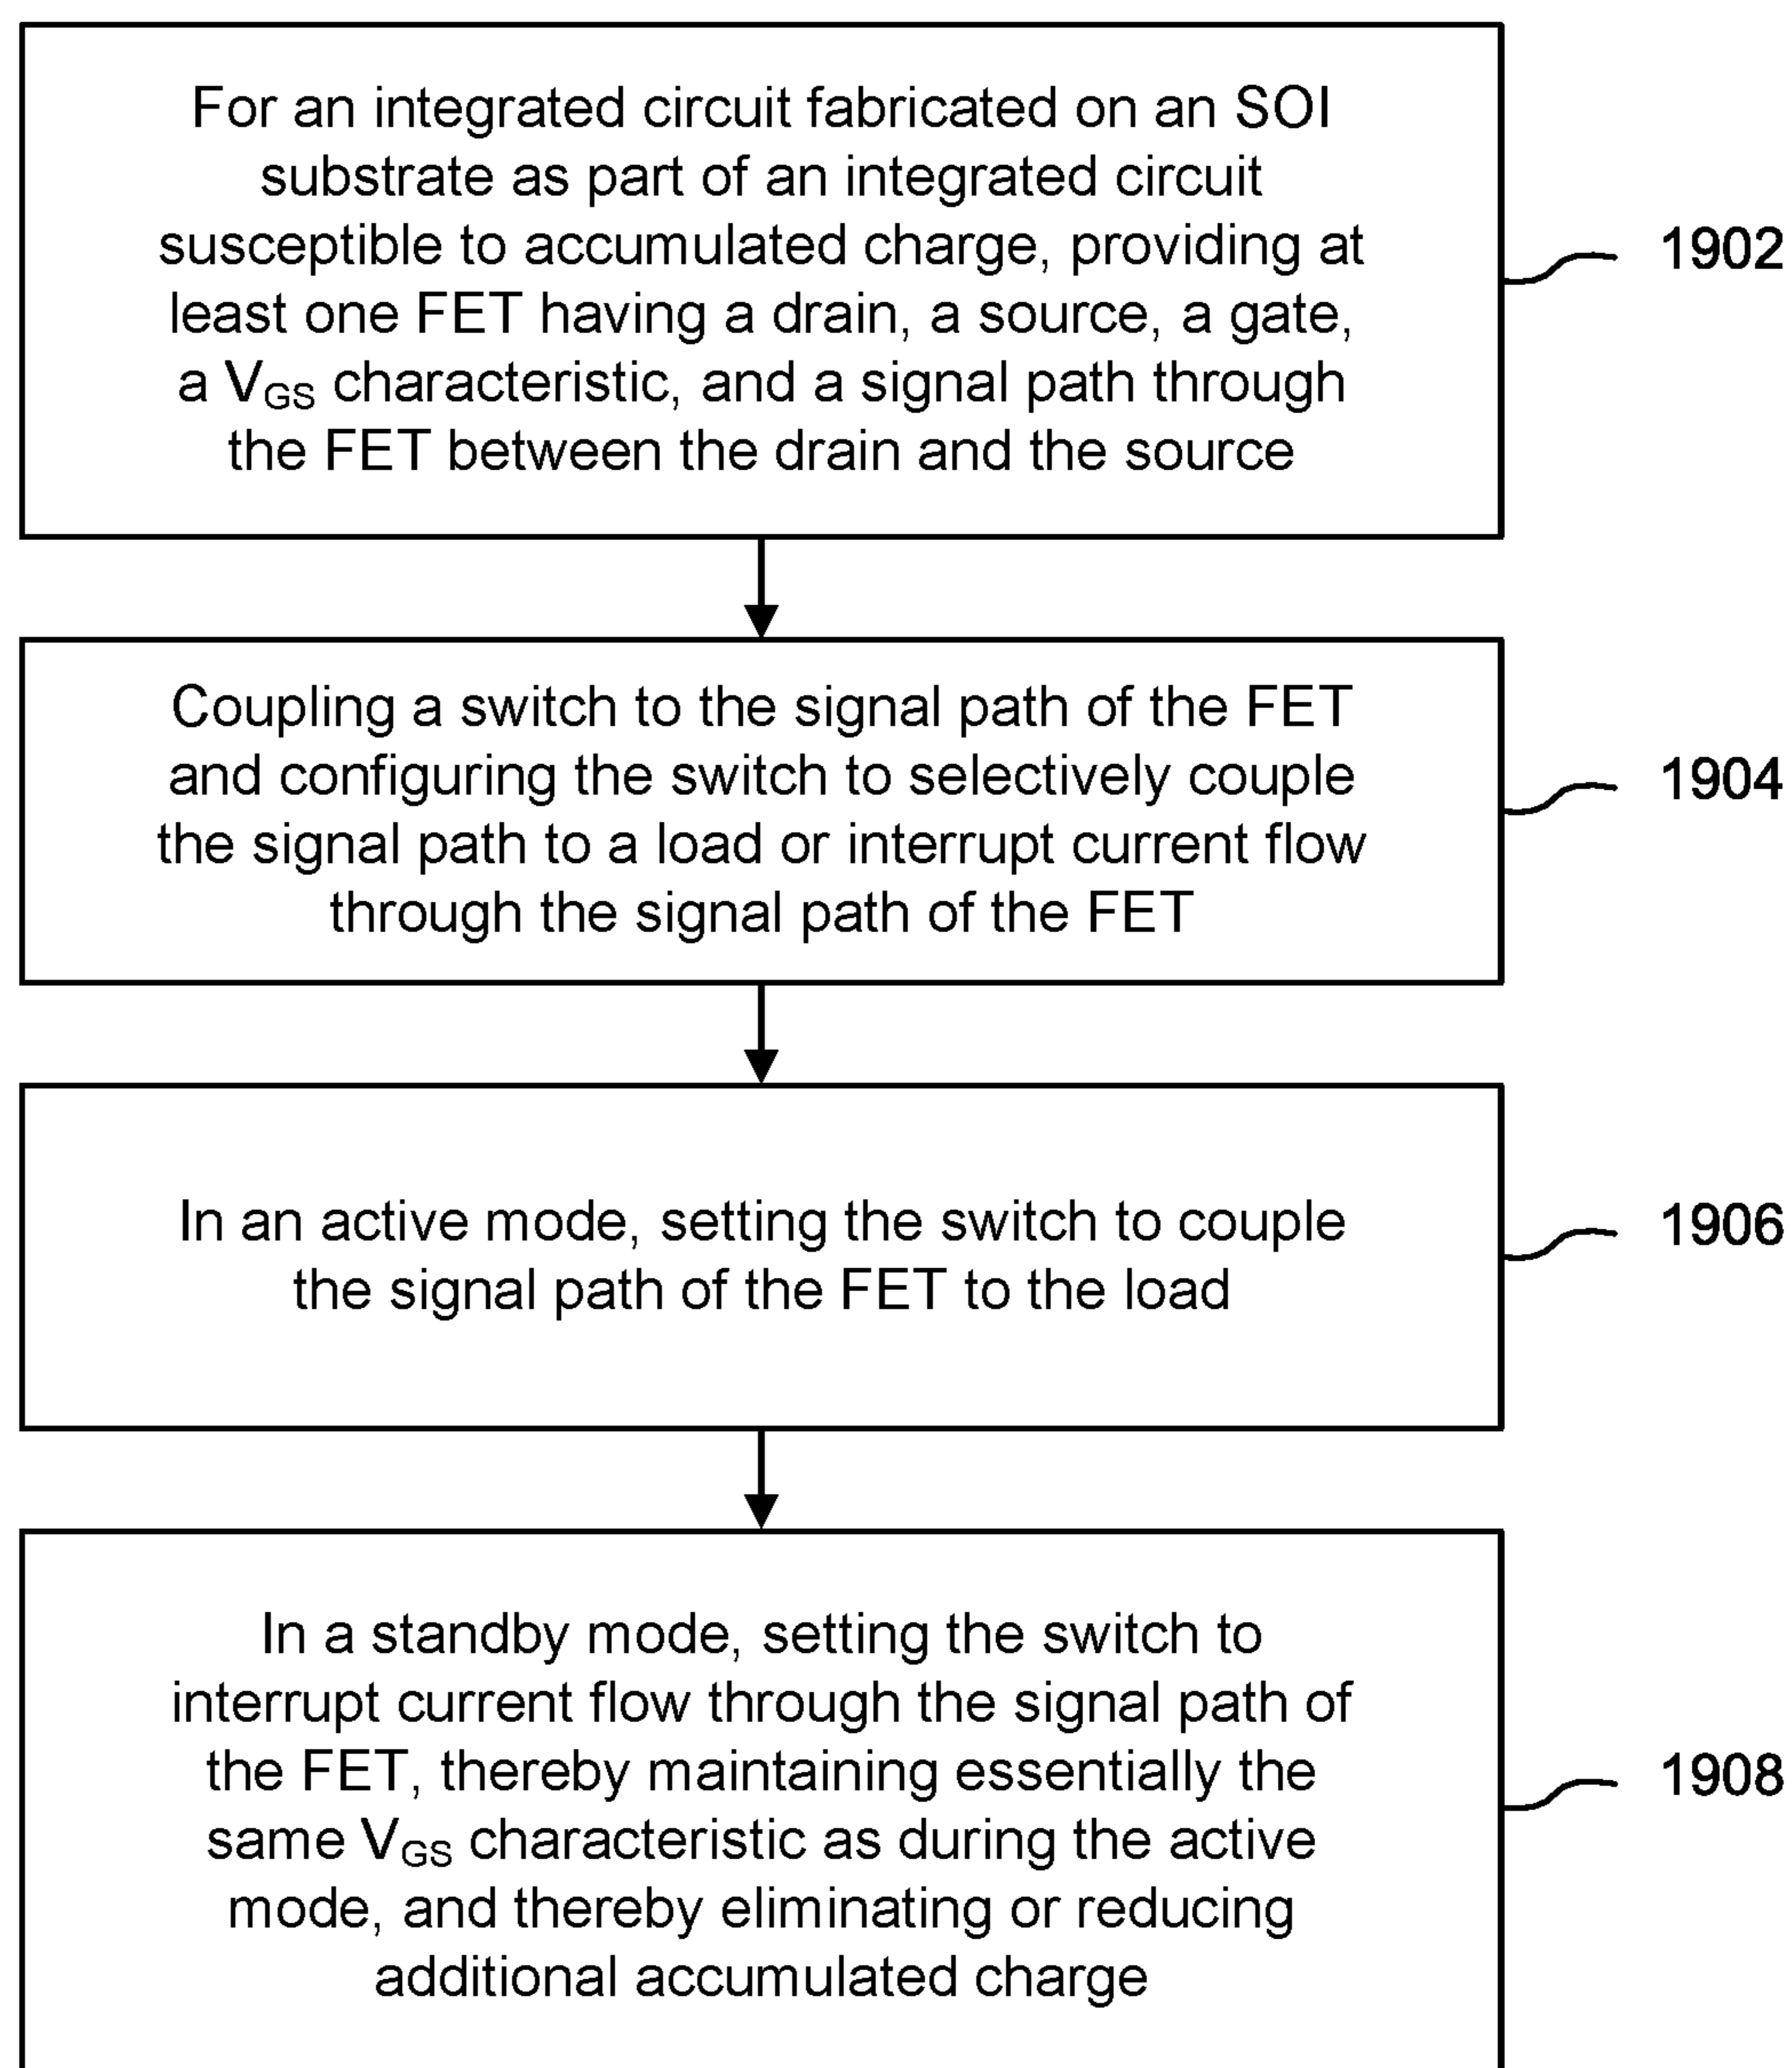 For an integrated circuit fabricated on an SOI
substrate as part of an integrated circuit
susceptible to accumulated charge, providing at
least one FET having a drain, a source, a gate,
a VGS characteristic, and a signal path through
the FET between the drain and the source
1902
Coupling a switch to the signal path of the FET
and configuring the switch to selectively couple
the signal path to a load or interrupt current flow
through the signal path of the FET
1904
In an active mode, setting the switch to couple
the signal path of the FET to the load
1906
In a standby mode, setting the switch to
interrupt current flow through the signal path of
the FET, thereby maintaining essentially the
same VGS characteristic as during the active
mode, and thereby eliminating or reducing
additional accumulated charge
1908